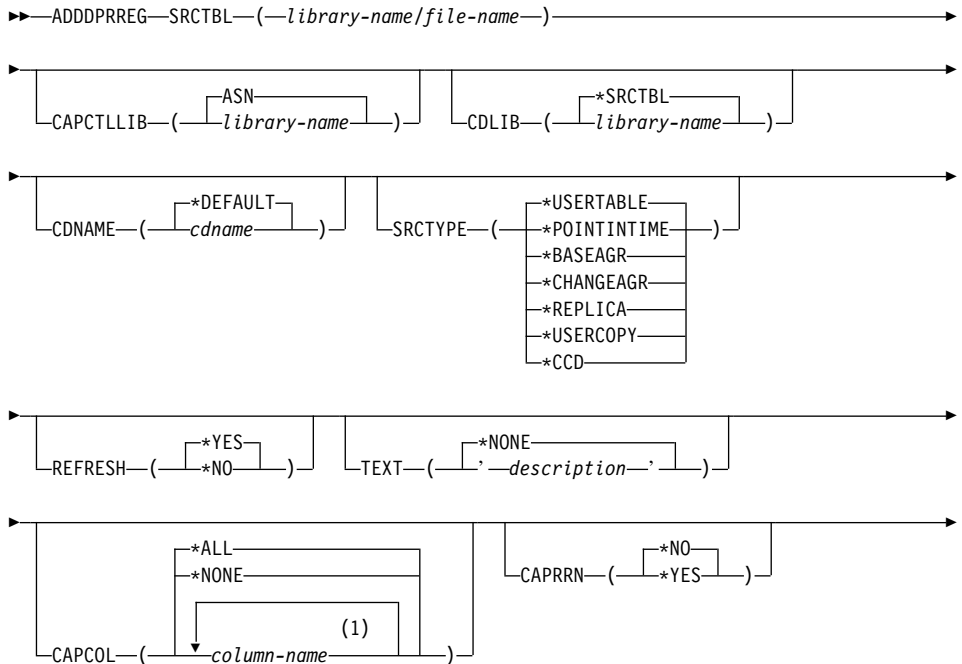 ADDDPRREG SRCTBL ( library-name/file-name )
CAPCTLLIB ( ASN library-name )
CDLIB ( *SRCTBL library-name )
CDNAME ( *DEFAULT cdname )
SRCTYPE ( *USERTABLE )
*POINTINTIME
*BASEAGR
*CHANGEAGR
*REPLICA
*USERCOPY
*CCD
REFRESH ( *YES *NO )
TEXT ( *NONE ' description ' )
CAPCOL ( *ALL
*NONE
(1)
column-name )
CAPRRN ( *NO *YES )